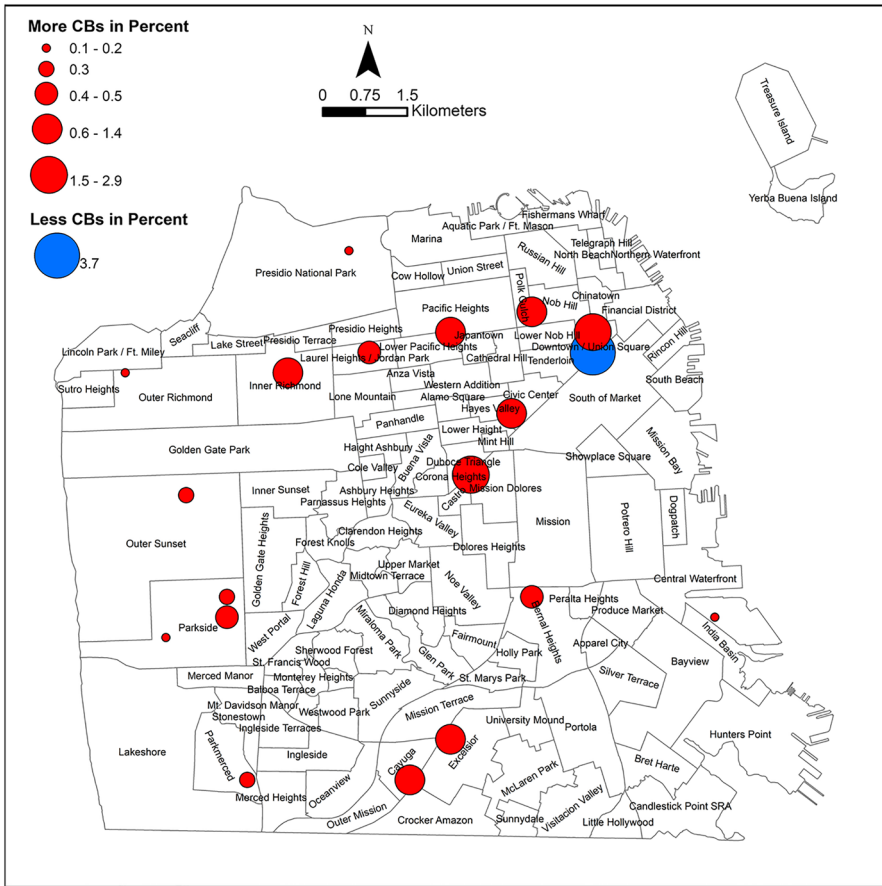 More CBs in Percent
0.1 - 0.2
0.3
0.4 - 0.5
0.6 - 1.4
1.5 - 2.9
Less CBs in Percent
3.7
N
0 0.75 1.5
Kilometers
Treasure Island
Yerba Buena Island
Fishermans Wharf
Aquatic Park / Ft. Mason
Marina
Russian Hill
Telegraph Hill
North Beach
Northern Waterfront
Presidio National Park
Cow Hollow
Union Street
Polk Gulch
Nob Hill
Chinatown
Financial District
Pacific Heights
Seacliff
Lake Street
Presidio Terrace
Presidio Heights
Japantown
Lower Nob Hill
Lincoln Park / Ft. Miley
Laurel Heights / Jordan Park
Lower Pacific Heights
Cathedral Hill
Downtown / Union Square
Tenderloin
Rincon Hill
Sutro Heights
Outer Richmond
Inner Richmond
Anza Vista
Western Addition
South Beach
Lone Mountain
Alamo Square
Civic Center
South of Market
Hayes Valley
Panhandle
Lower Haight
Mint Hill
Golden Gate Park
Haight Ashbury
Buena Vista
Showplace Square
Mission Bay
Cole Valley
Duboce Triangle
Corona Heights
Inner Sunset
Ashbury Heights
Castro
Mission Dolores
Parnassus Heights
Eureka Valley
Mission
Potrero Hill
Dogpatch
Outer Sunset
Golden Gate Heights
Forest Knolls
Clarendon Heights
Dolores Heights
Forest Hill
Laguna Honda
Upper Market
Midtown Terrace
Noe Valley
Central Waterfront
Peralta Heights
Produce Market
Parkside
West Portal
Miraloma Park
Diamond Heights
Bernal Heights
India Basin
Fairmount
Apparel City
Sherwood Forest
Glen Park
Holly Park
St. Francis Wood
Bayview
Merced Manor
Monterey Heights
St. Marys Park
Silver Terrace
Balboa Terrace
Sunnyside
Mt. Davidson Manor
Westwood Park
Mission Terrace
Stonestown
University Mound
Ingleside Terraces
Portola
Hunters Point
Lakeshore
Parkmerced
Ingleside
Cayuga
Excelsior
Bret Harte
McLaren Park
Merced Heights
Oceanview
Outer Mission
Crocker Amazon
Sunnydale
Visitacion Valley
Candlestick Point SRA
Little Hollywood